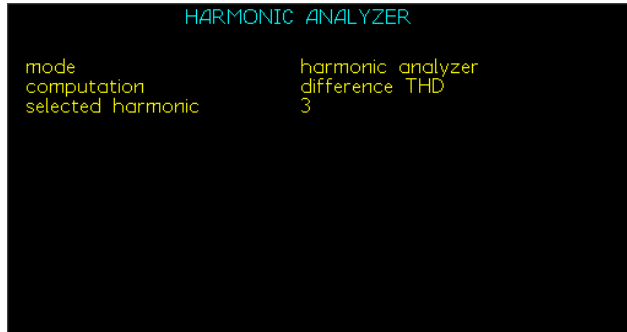 HARMONIC ANALYZER
mode harmonic analyzer
computation difference THD
selected harmonic 3